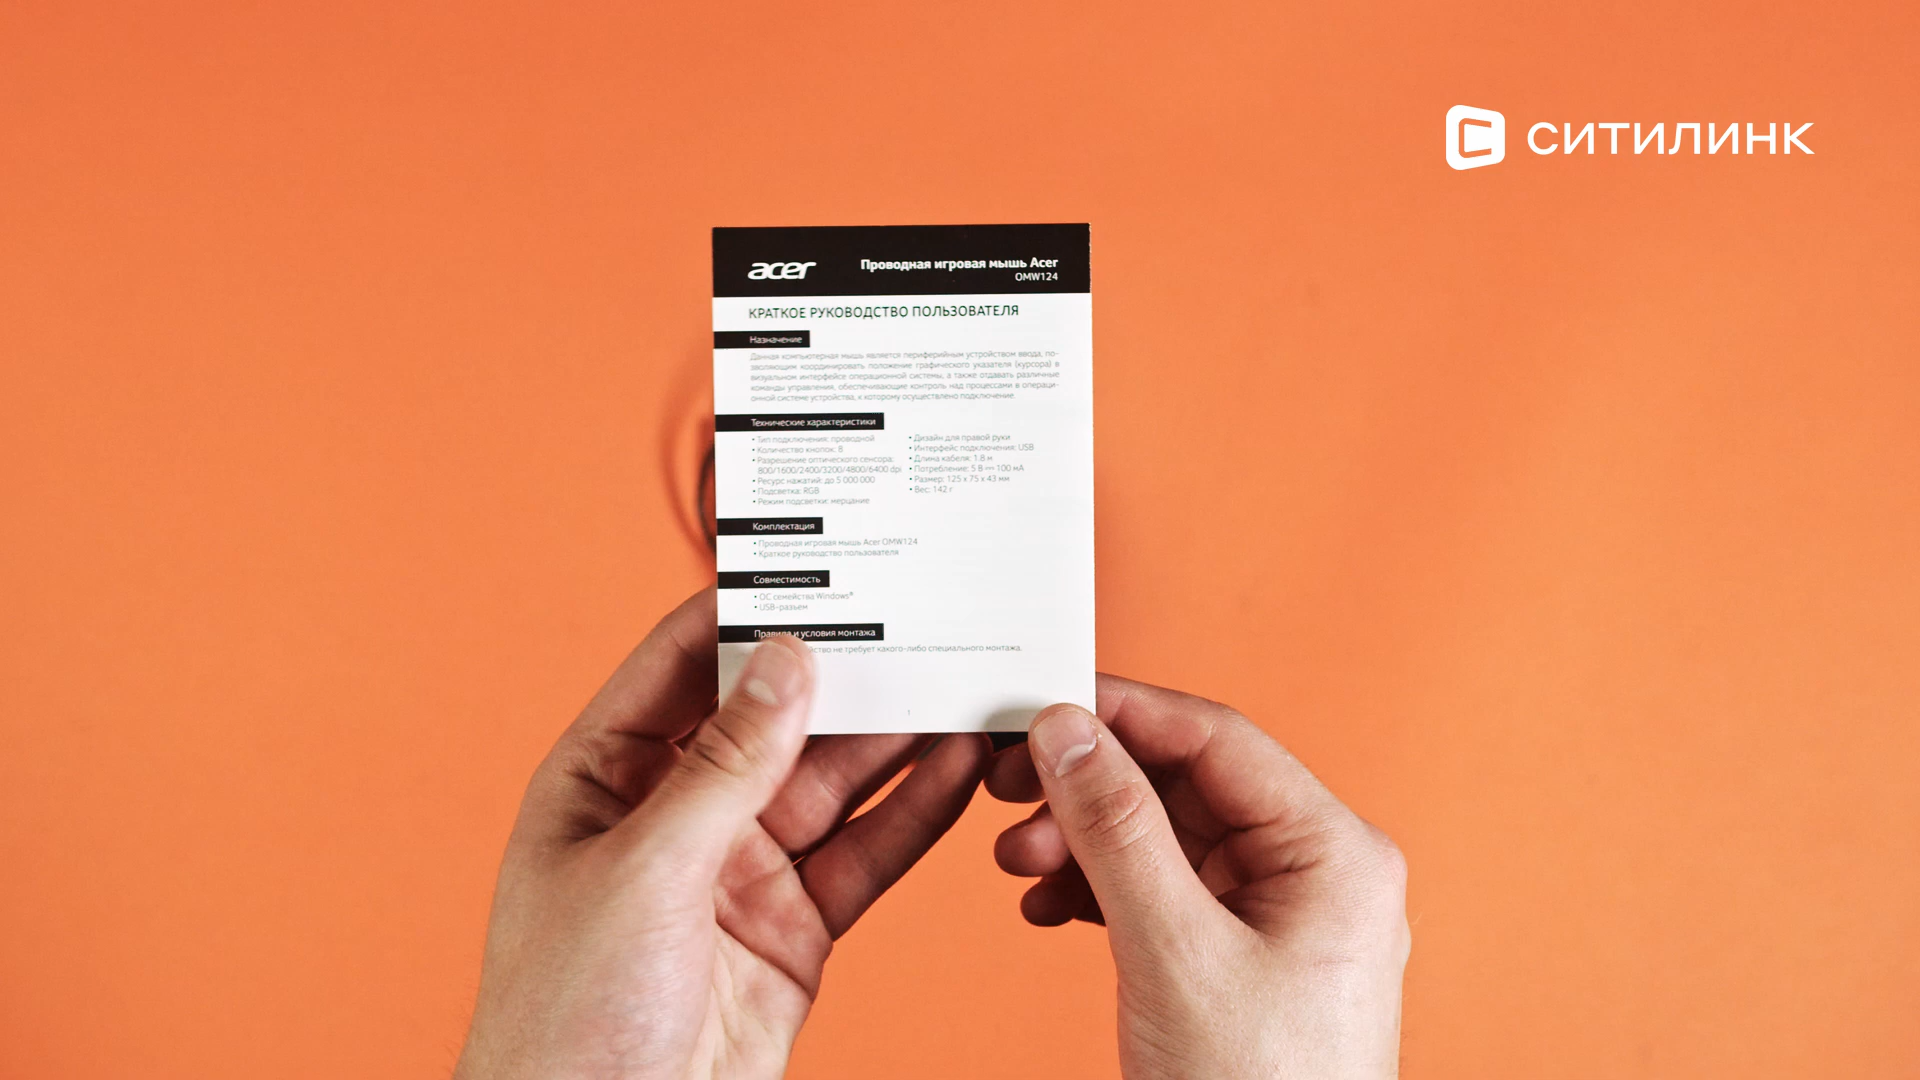 СИТИЛИНК
acer
Проводная игровая мышь Acer
OMW124
КРАТКОЕ РУКОВОДСТВО ПОЛЬЗОВАТЕЛЯ
Назначение
Данная компьютерная мышь является периферийным устройством ввода, по-
зволяющим координировать положение графического указателя (курсора) в
визуальном интерфейсе операционной системы, а также отдавать различные
команды управления, обеспечивающие контроль над процессами в операци-
онной системе устройства, к которому осуществлено подключение.
Технические характеристики
• Тип подключения: проводной
• Количество кнопок: 8
• Разрешение оптического сенсора:
800/1600/2400/3200/4800/6400 dpi
• Ресурс нажатий: до 5 000 000
• Подсветка: RGB
• Режим подсветки: мерцание
• Дизайн для правой руки
• Интерфейс подключения: USB
• Длина кабеля: 1.8 м
• Потребление: 5 В ⎓ 100 мА
• Размер: 125 x 75 x 43 мм
• Вес: 142 г
Комплектация
• Проводная игровая мышь Acer OMW124
• Краткое руководство пользователя
Совместимость
• ОС семейства Windows®
• USB-разъем
Правила и условия монтажа
не требует какого-либо специального монтажа.
1